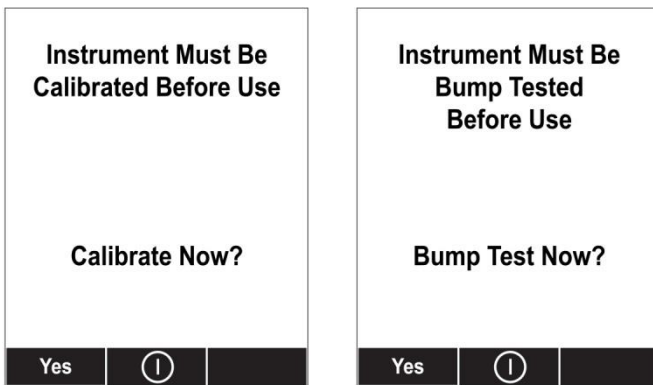 Instrument Must Be
Calibrated Before Use
Calibrate Now?
Yes
Instrument Must Be
Bump Tested
Before Use
Bump Test Now?
Yes